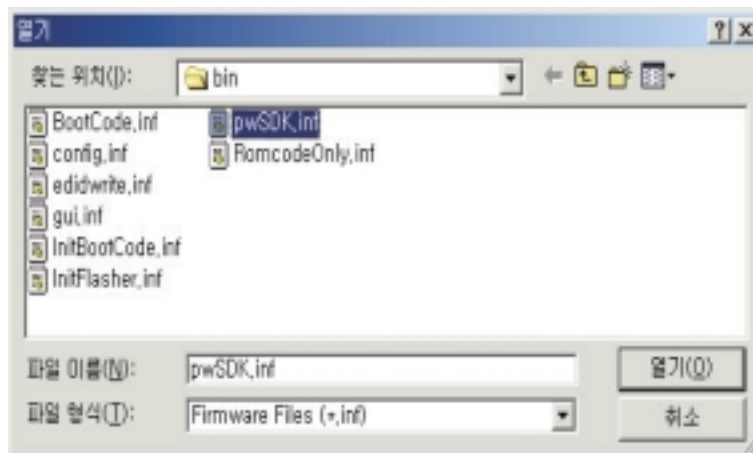 열기
찾는 위치(I): bin
BootCode,inf pwSDK,inf
config,inf RomcodeOnly,inf
edidwrite,inf
gui,inf
InitBootCode,inf
InitFlasher,inf
파일 이름(N): pwSDK,inf 열기(O)
파일 형식(T): Firmware Files (*,inf) 취소